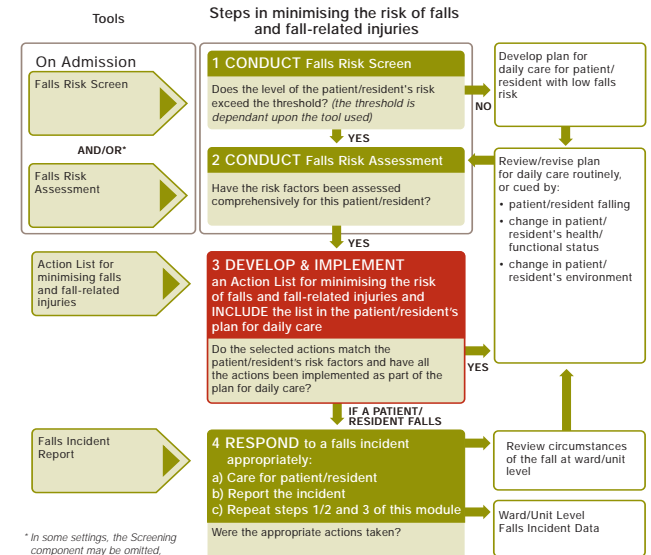 Tools
Steps in minimising the risk of falls
and fall-related injuries
On Admission
Falls Risk Screen
AND/OR*
Falls Risk
Assessment
1 CONDUCT Falls Risk Screen
Does the level of the patient/resident's risk
exceed the threshold? (the threshold is
dependant upon the tool used)
NO
Develop plan for
daily care for patient/
resident with low falls
risk
YES
2 CONDUCT Falls Risk Assessment
Have the risk factors been assessed
comprehensively for this patient/resident?
Review/revise plan
for daily care routinely,
or cued by:
• patient/resident falling
• change in patient/
resident's health/
functional status
• change in patient/
resident's environment
YES
Action List for
minimising falls
and fall-related
injuries
3 DEVELOP & IMPLEMENT
an Action List for minimising the risk
of falls and fall-related injuries and
INCLUDE the list in the patient/resident's
plan for daily care
Do the selected actions match the
patient/resident's risk factors and have all
the actions been implemented as part of the
plan for daily care?
YES
IF A PATIENT/
RESIDENT FALLS
Falls Incident
Report
4 RESPOND to a falls incident
appropriately:
a) Care for patient/resident
b) Report the incident
c) Repeat steps 1/2 and 3 of this module
Were the appropriate actions taken?
Review circumstances
of the fall at ward/unit
level
Ward/Unit Level
Falls Incident Data
* In some settings, the Screening
component may be omitted,